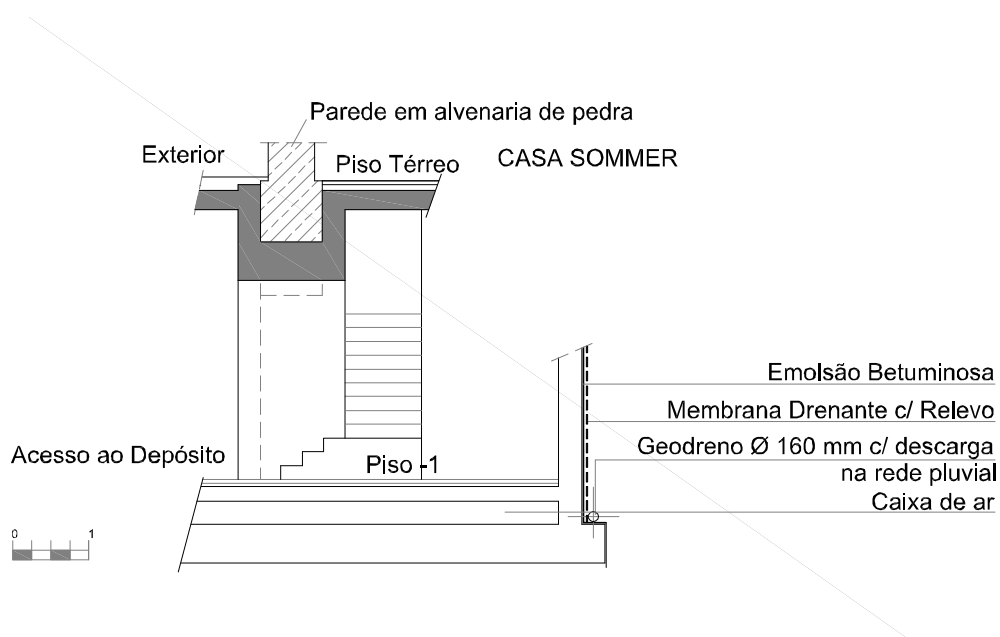 Parede em alvenaria de pedra
Exterior
Piso Térreo
CASA SOMMER
Emolsão Betuminosa
Membrana Drenante c/ Relevo
Geodreno Ø 160 mm c/ descarga
na rede pluvial
Caixa de ar
Acesso ao Depósito
Piso -1
0 1